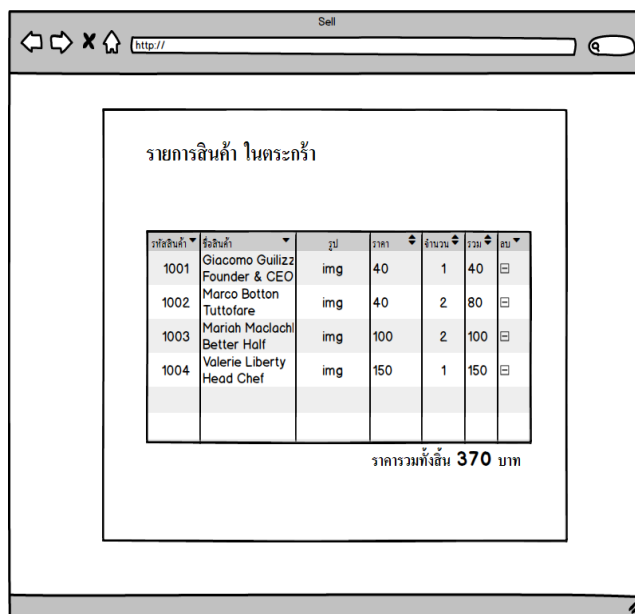 Sell
http://
รายการสินค้า ในตระกร้า
รหัสสินค้า ชื่อสินค้า รูป ราคา จำนวน รวม ลบ
1001 Giacomo Guilizz Founder & CEO img 40 1 40
1002 Marco Botton Tuttofare img 40 2 80
1003 Mariah Maclachl Better Half img 100 2 100
1004 Valerie Liberty Head Chef img 150 1 150
ราคารวมทั้งสิ้น 370 บาท